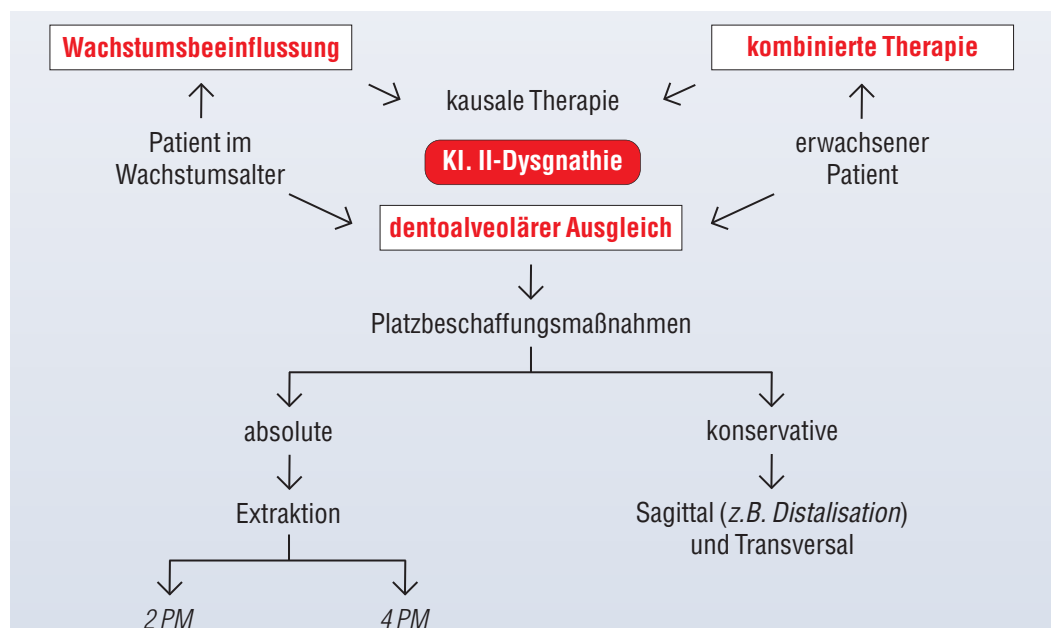 Wachstumsbeeinflussung
kombinierte Therapie
kausale Therapie
Patient im
Wachstumsalter
Kl. II-Dysgnathie
erwachsener
Patient
dentoalveolärer Ausgleich
Platzbeschaffungsmaßnahmen
absolute
konservative
Extraktion
Sagittal (z.B. Distalisation)
und Transversal
2 PM
4 PM